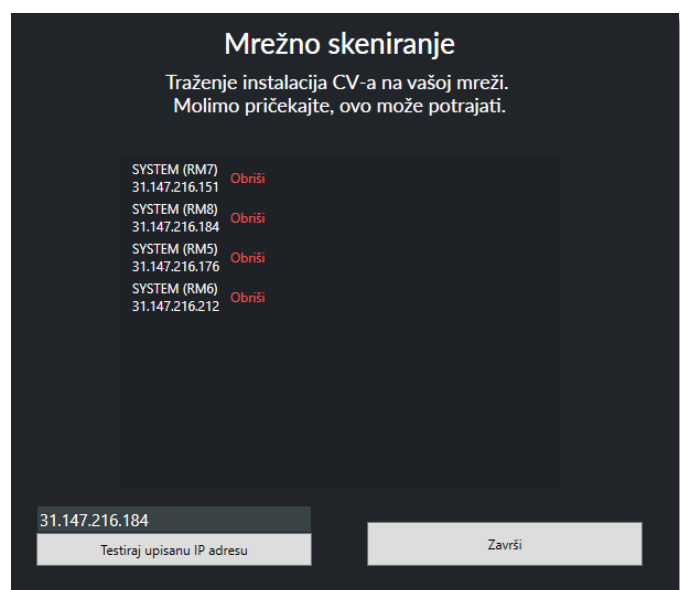 Mrežno skeniranje
Traženje instalacija CV-a na vašoj mreži.
Molimo pričekajte, ovo može potrajati.
SYSTEM (RM7)
31.147.216.151
Obriši
SYSTEM (RM8)
31.147.216.184
Obriši
SYSTEM (RM5)
31.147.216.176
Obriši
SYSTEM (RM6)
31.147.216.212
Obriši
31.147.216.184
Testiraj upisanu IP adresu
Završi